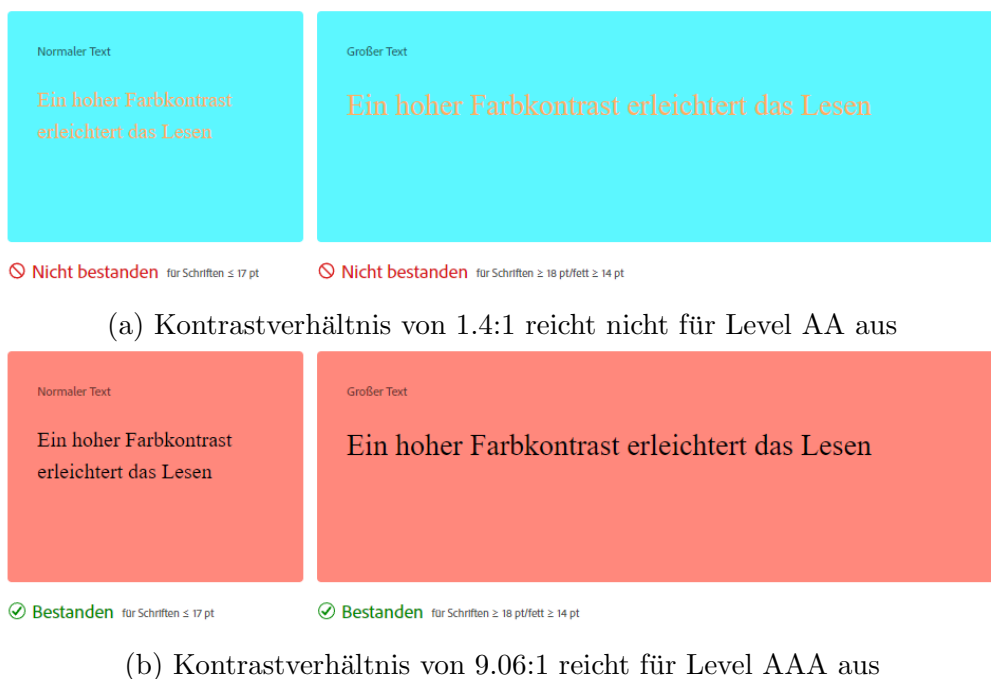 Normaler Text
Großer Text
Ein hoher Farbkontrast
erleichtert das Lesen
Ein hoher Farbkontrast erleichtert das Lesen
Nicht bestanden für Schriften ≤ 17 pt
Nicht bestanden für Schriften ≥ 18 pt/fett ≥ 14 pt
(a) Kontrastverhältnis von 1.4:1 reicht nicht für Level AA aus
Normaler Text
Großer Text
Ein hoher Farbkontrast
erleichtert das Lesen
Ein hoher Farbkontrast erleichtert das Lesen
Bestanden für Schriften ≤ 17 pt
Bestanden für Schriften ≥ 18 pt/fett ≥ 14 pt
(b) Kontrastverhältnis von 9.06:1 reicht für Level AAA aus